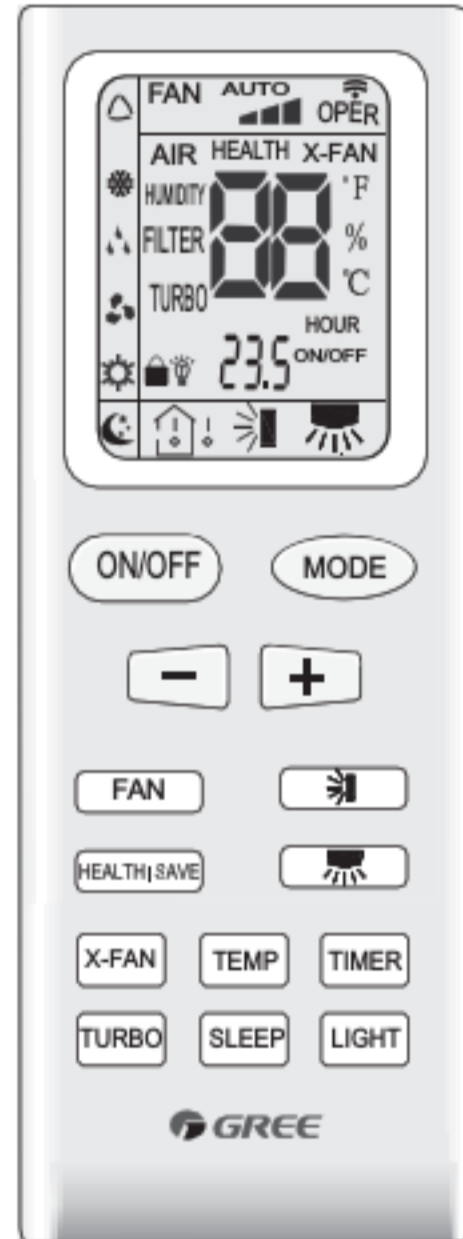 FAN AUTO OPER
AIR HEALTH X-FAN
HUMIDITY 88 °F
FILTER %
TURBO °C
HOUR
23.5 ON/OFF
ON/OFF MODE
- +
FAN
HEALTH|SAVE
X-FAN TEMP TIMER
TURBO SLEEP LIGHT
GREE